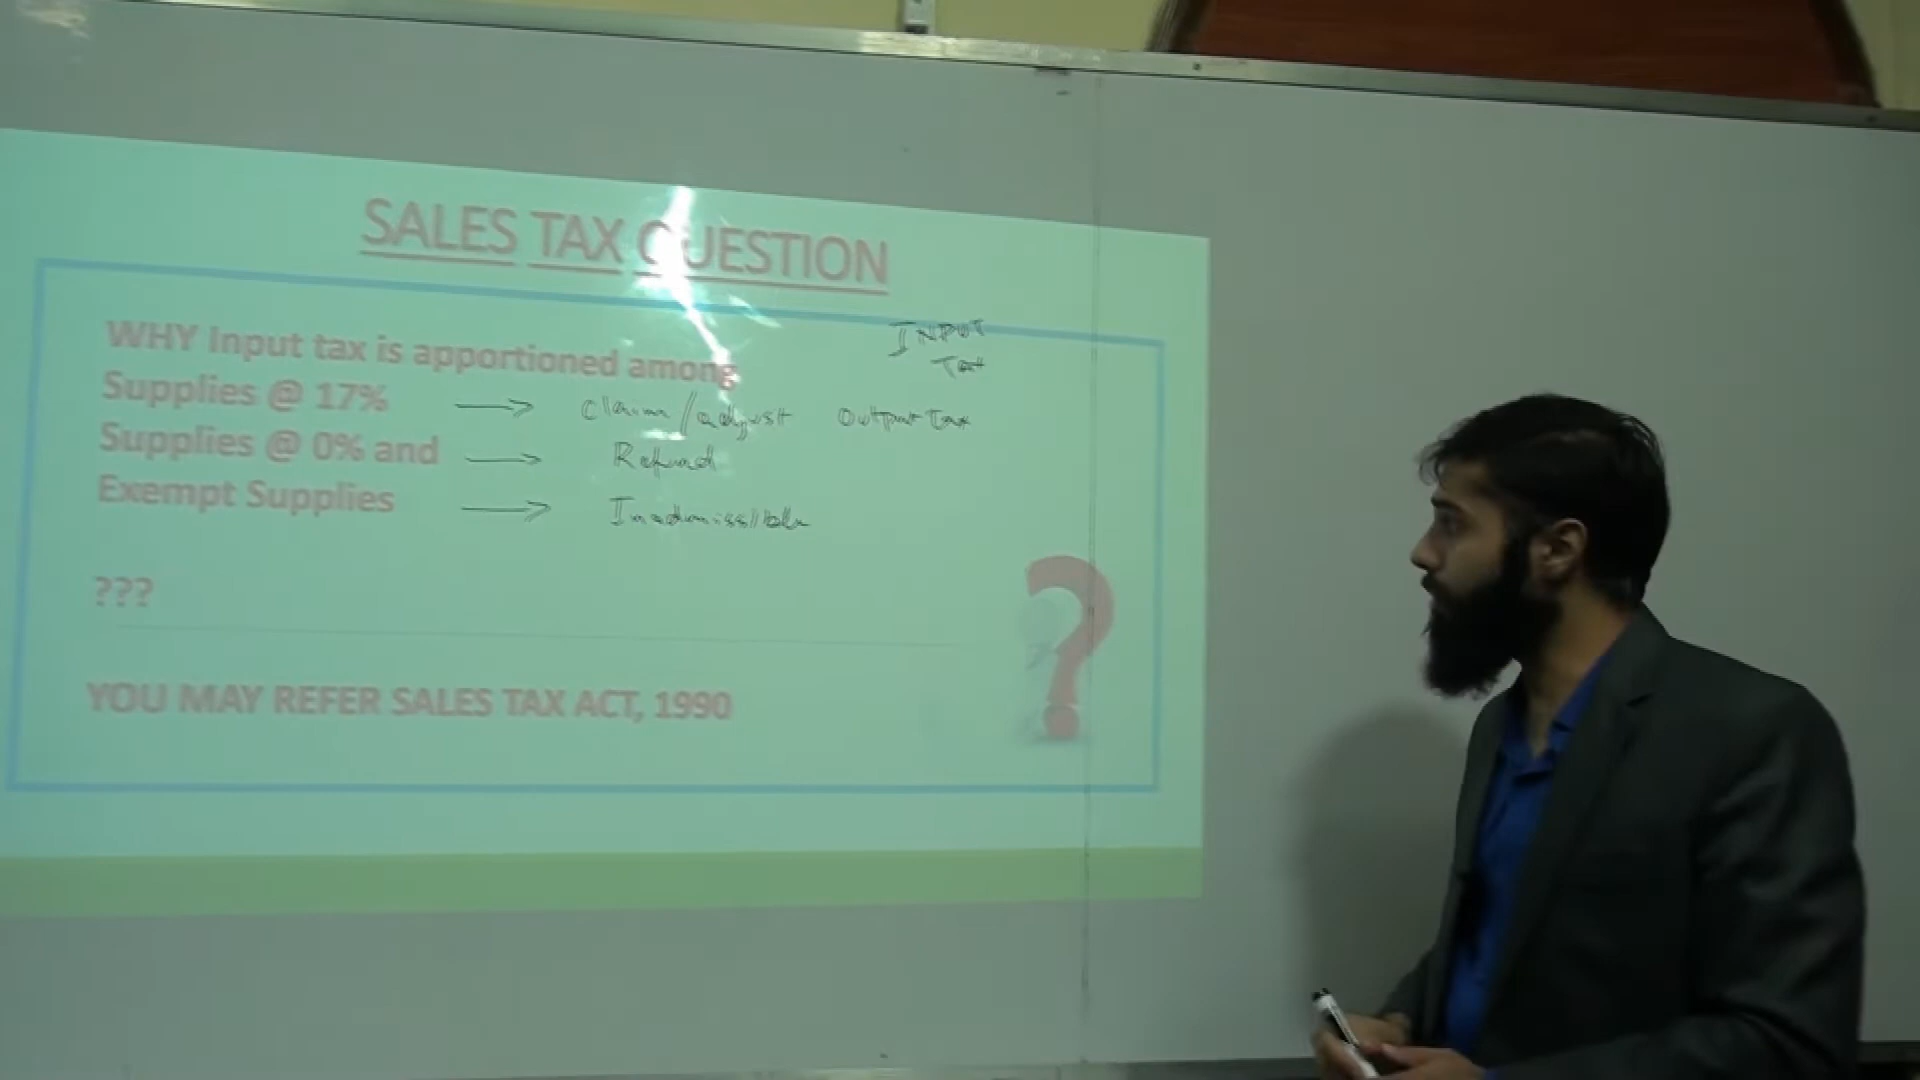 SALES TAX QUESTION
INPUT
Tax
WHY Input tax is apportioned among
Supplies @ 17% → Claim/adjust Output Tax
Supplies @ 0% and → Refund
Exempt Supplies → Inadmissible
???
YOU MAY REFER SALES TAX ACT, 1990
?